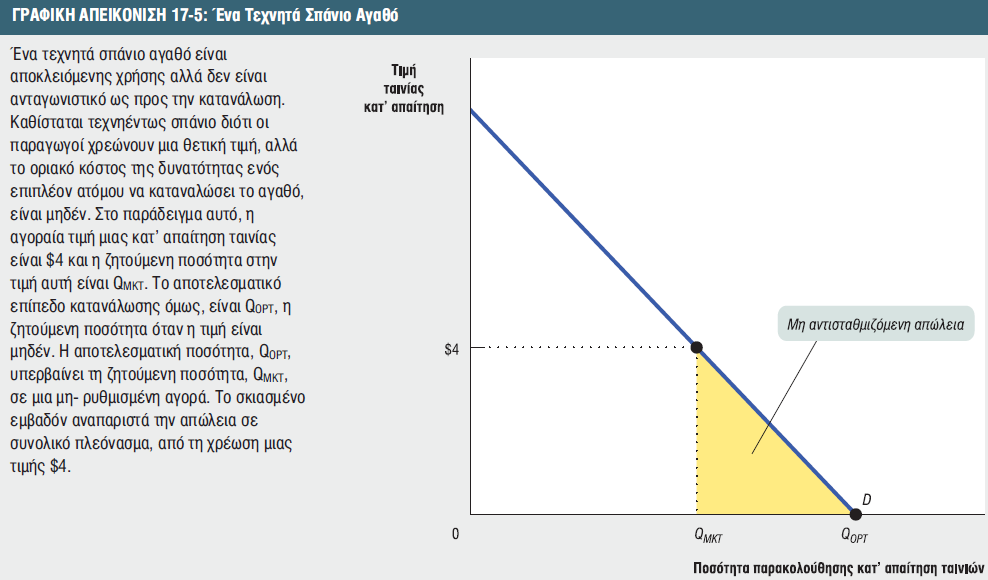 ΓΡΑΦΙΚΗ ΑΠΕΙΚΟΝΙΣΗ 17-5: Ένα Τεχνητά Σπάνιο Αγαθό
Ένα τεχνητά σπάνιο αγαθό είναι
αποκλειόμενης χρήσης αλλά δεν είναι
ανταγωνιστικό ως προς την κατανάλωση.
Καθίσταται τεχνηέντως σπάνιο διότι οι
παραγωγοί χρεώνουν μια θετική τιμή, αλλά
το οριακό κόστος της δυνατότητας ενός
επιπλέον ατόμου να καταναλώσει το αγαθό,
είναι μηδέν. Στο παράδειγμα αυτό, η
αγοραία τιμή μιας κατ’ απαίτηση ταινίας
είναι $4 και η ζητούμενη ποσότητα στην
τιμή αυτή είναι QMKT. Το αποτελεσματικό
επίπεδο κατανάλωσης όμως, είναι QOPT, η
ζητούμενη ποσότητα όταν η τιμή είναι
μηδέν. Η αποτελεσματική ποσότητα, QOPT,
υπερβαίνει τη ζητούμενη ποσότητα, QMKT,
σε μια μη- ρυθμισμένη αγορά. Το σκιασμένο
εμβαδόν αναπαριστά την απώλεια σε
συνολικό πλεόνασμα, από τη χρέωση μιας
τιμής $4.
Τιμή
ταινίας
κατ’ απαίτηση
Μη αντισταθμιζόμενη απώλεια
$4
D
0
QMKT
QOPT
Ποσότητα παρακολούθησης κατ’ απαίτηση ταινιών